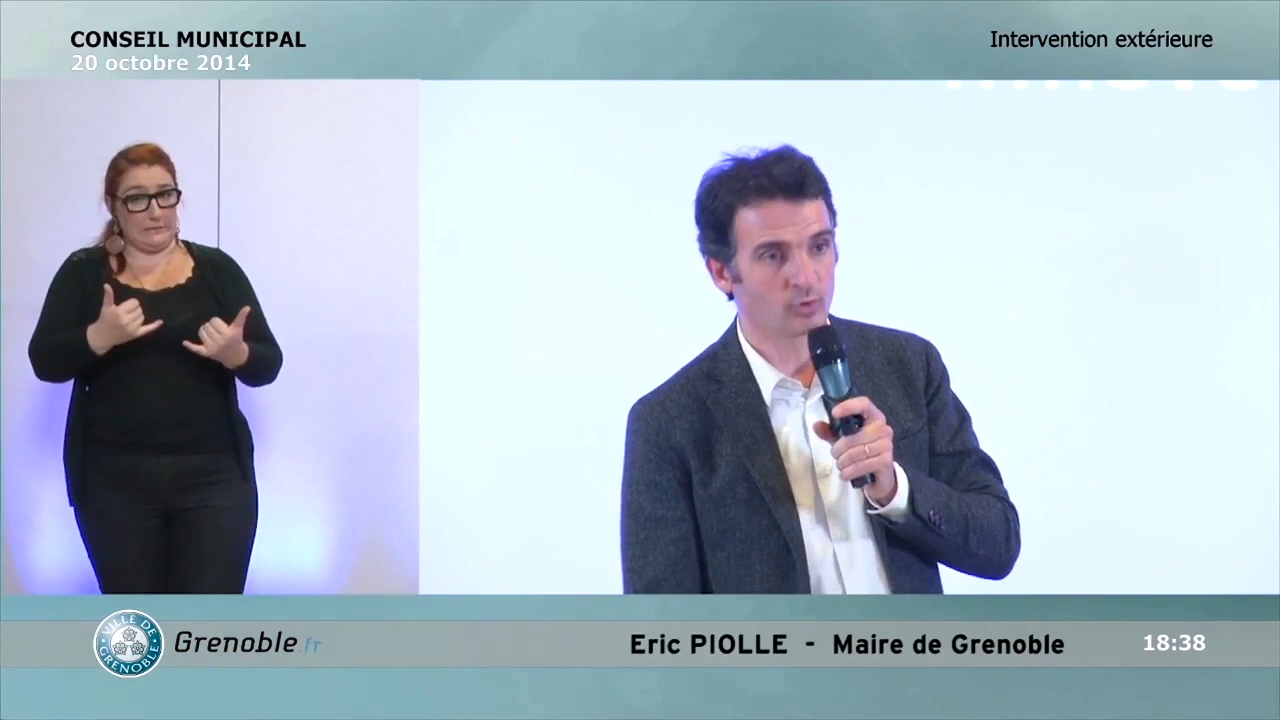 CONSEIL MUNICIPAL
20 octobre 2014
Intervention extérieure
VILLE DE
GRENOBLE
Grenoble.fr
Eric PIOLLE - Maire de Grenoble
18:38